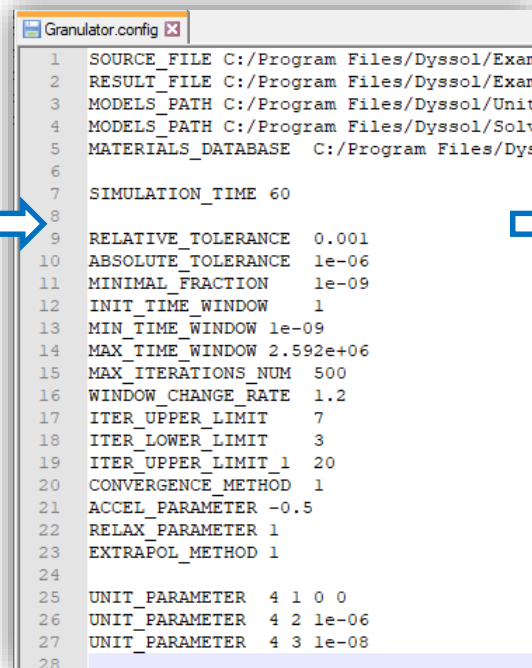 Granulator.config
1 SOURCE_FILE C:/Program Files/Dyssol/Exam
2 RESULT_FILE C:/Program Files/Dyssol/Exam
3 MODELS_PATH C:/Program Files/Dyssol/Unit
4 MODELS_PATH C:/Program Files/Dyssol/Solv
5 MATERIALS_DATABASE C:/Program Files/Dys
6
7 SIMULATION_TIME 60
8
9 RELATIVE_TOLERANCE 0.001
10 ABSOLUTE_TOLERANCE 1e-06
11 MINIMAL_FRACTION 1e-09
12 INIT_TIME_WINDOW 1
13 MIN_TIME_WINDOW 1e-09
14 MAX_TIME_WINDOW 2.592e+06
15 MAX_ITERATIONS_NUM 500
16 WINDOW_CHANGE_RATE 1.2
17 ITER_UPPER_LIMIT 7
18 ITER_LOWER_LIMIT 3
19 ITER_UPPER_LIMIT_1 20
20 CONVERGENCE_METHOD 1
21 ACCEL_PARAMETER -0.5
22 RELAX_PARAMETER 1
23 EXTRAPOL_METHOD 1
24
25 UNIT_PARAMETER 4 1 0 0
26 UNIT_PARAMETER 4 2 1e-06
27 UNIT_PARAMETER 4 3 1e-08
28